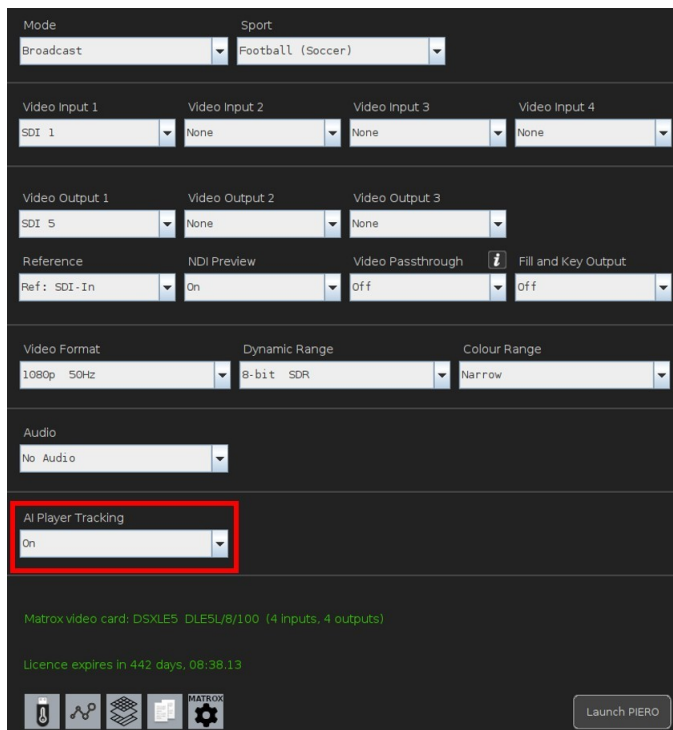 Mode Sport
Broadcast Football (Soccer)
Video Input 1 Video Input 2 Video Input 3 Video Input 4
SDI 1 None None None
Video Output 1 Video Output 2 Video Output 3
SDI 5 None None
Reference NDI Preview Video Passthrough i Fill and Key Output
Ref: SDI-In On Off Off
Video Format Dynamic Range Colour Range
1080p 50Hz 8-bit SDR Narrow
Audio
No Audio
AI Player Tracking
On
Matrox video card: DSXLE5 DLE5L/8/100 (4 inputs, 4 outputs)
Licence expires in 442 days, 08:38.13
MATROX
Launch PIERO